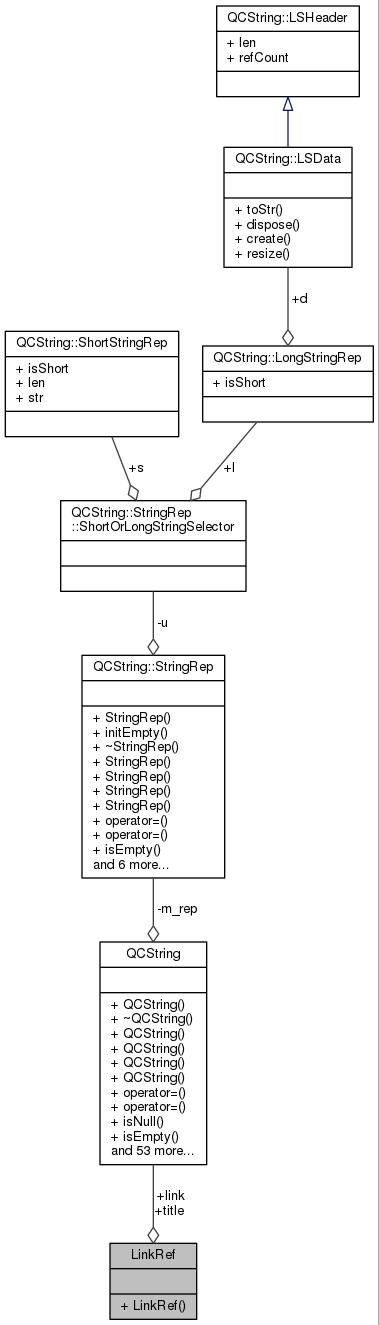 QCString::LSHeader
+ len
+ refCount
QCString::LSData
+ toStr()
+ dispose()
+ create()
+ resize()
+d
QCString::ShortStringRep
+ isShort
+ len
+ str
QCString::LongStringRep
+ isShort
+s
+l
QCString::StringRep
::ShortOrLongStringSelector
-u
QCString::StringRep
+ StringRep()
+ initEmpty()
+ ~StringRep()
+ StringRep()
+ StringRep()
+ StringRep()
+ StringRep()
+ operator=()
+ operator=()
+ isEmpty()
and 6 more...
-m_rep
QCString
+ QCString()
+ ~QCString()
+ QCString()
+ QCString()
+ QCString()
+ QCString()
+ operator=()
+ operator=()
+ isNull()
+ isEmpty()
and 53 more...
+link
+title
LinkRef
+ LinkRef()